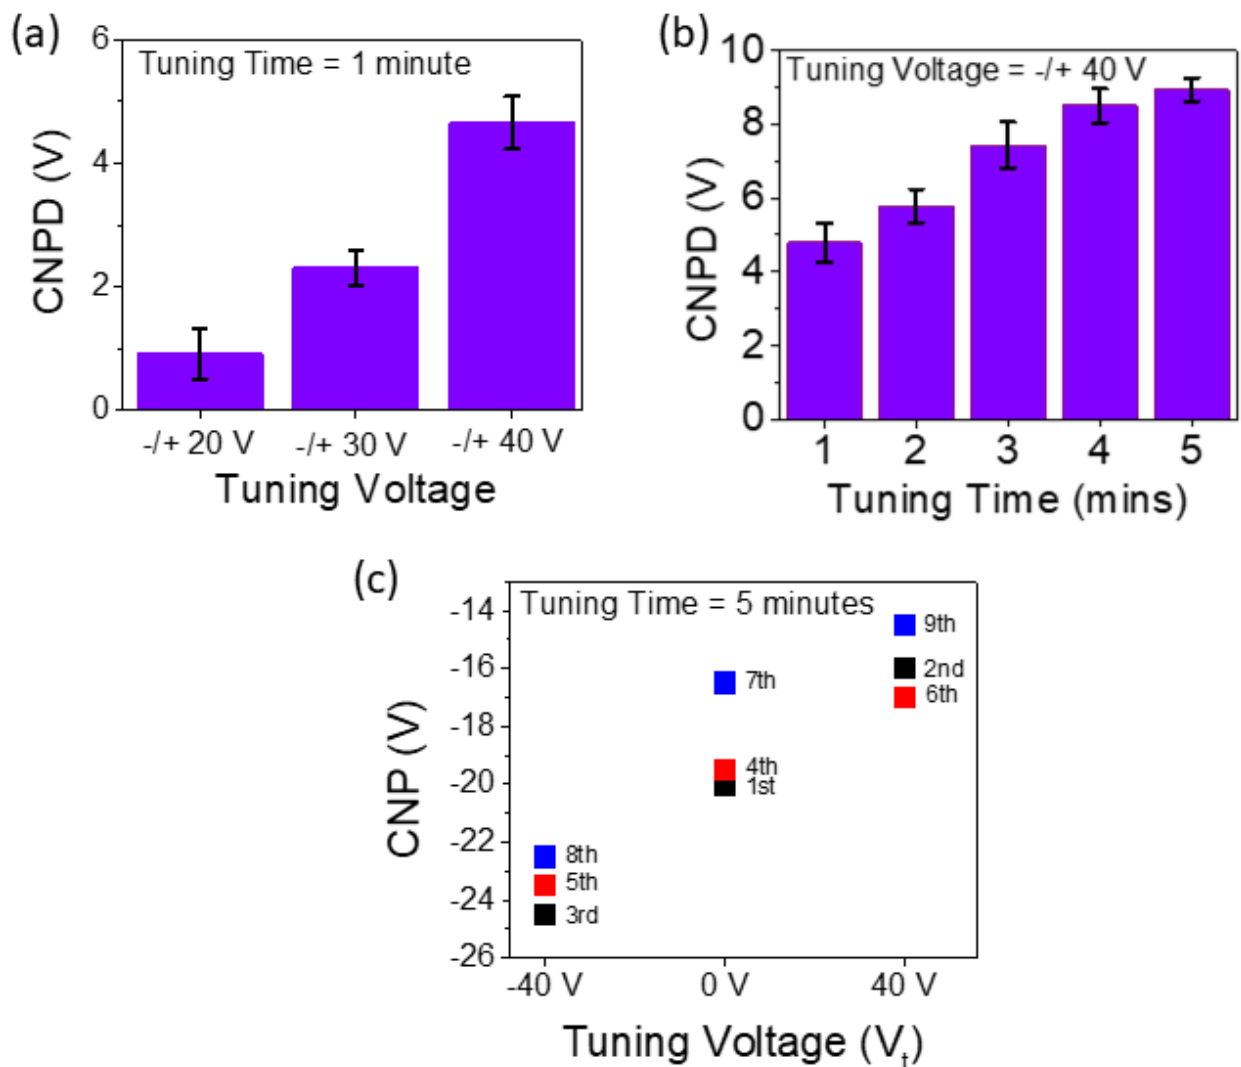 (a)
Tuning Time = 1 minute
CNPD (V)
6
4
2
0
-/+ 20 V
-/+ 30 V
-/+ 40 V
Tuning Voltage
(b)
Tuning Voltage = -/+ 40 V
CNPD (V)
10
8
6
4
2
0
1
2
3
4
5
Tuning Time (mins)
(c)
Tuning Time = 5 minutes
CNP (V)
-14
-16
-18
-20
-22
-24
-26
9th
2nd
6th
7th
4th
1st
8th
5th
3rd
-40 V
0 V
40 V
Tuning Voltage (Vt)